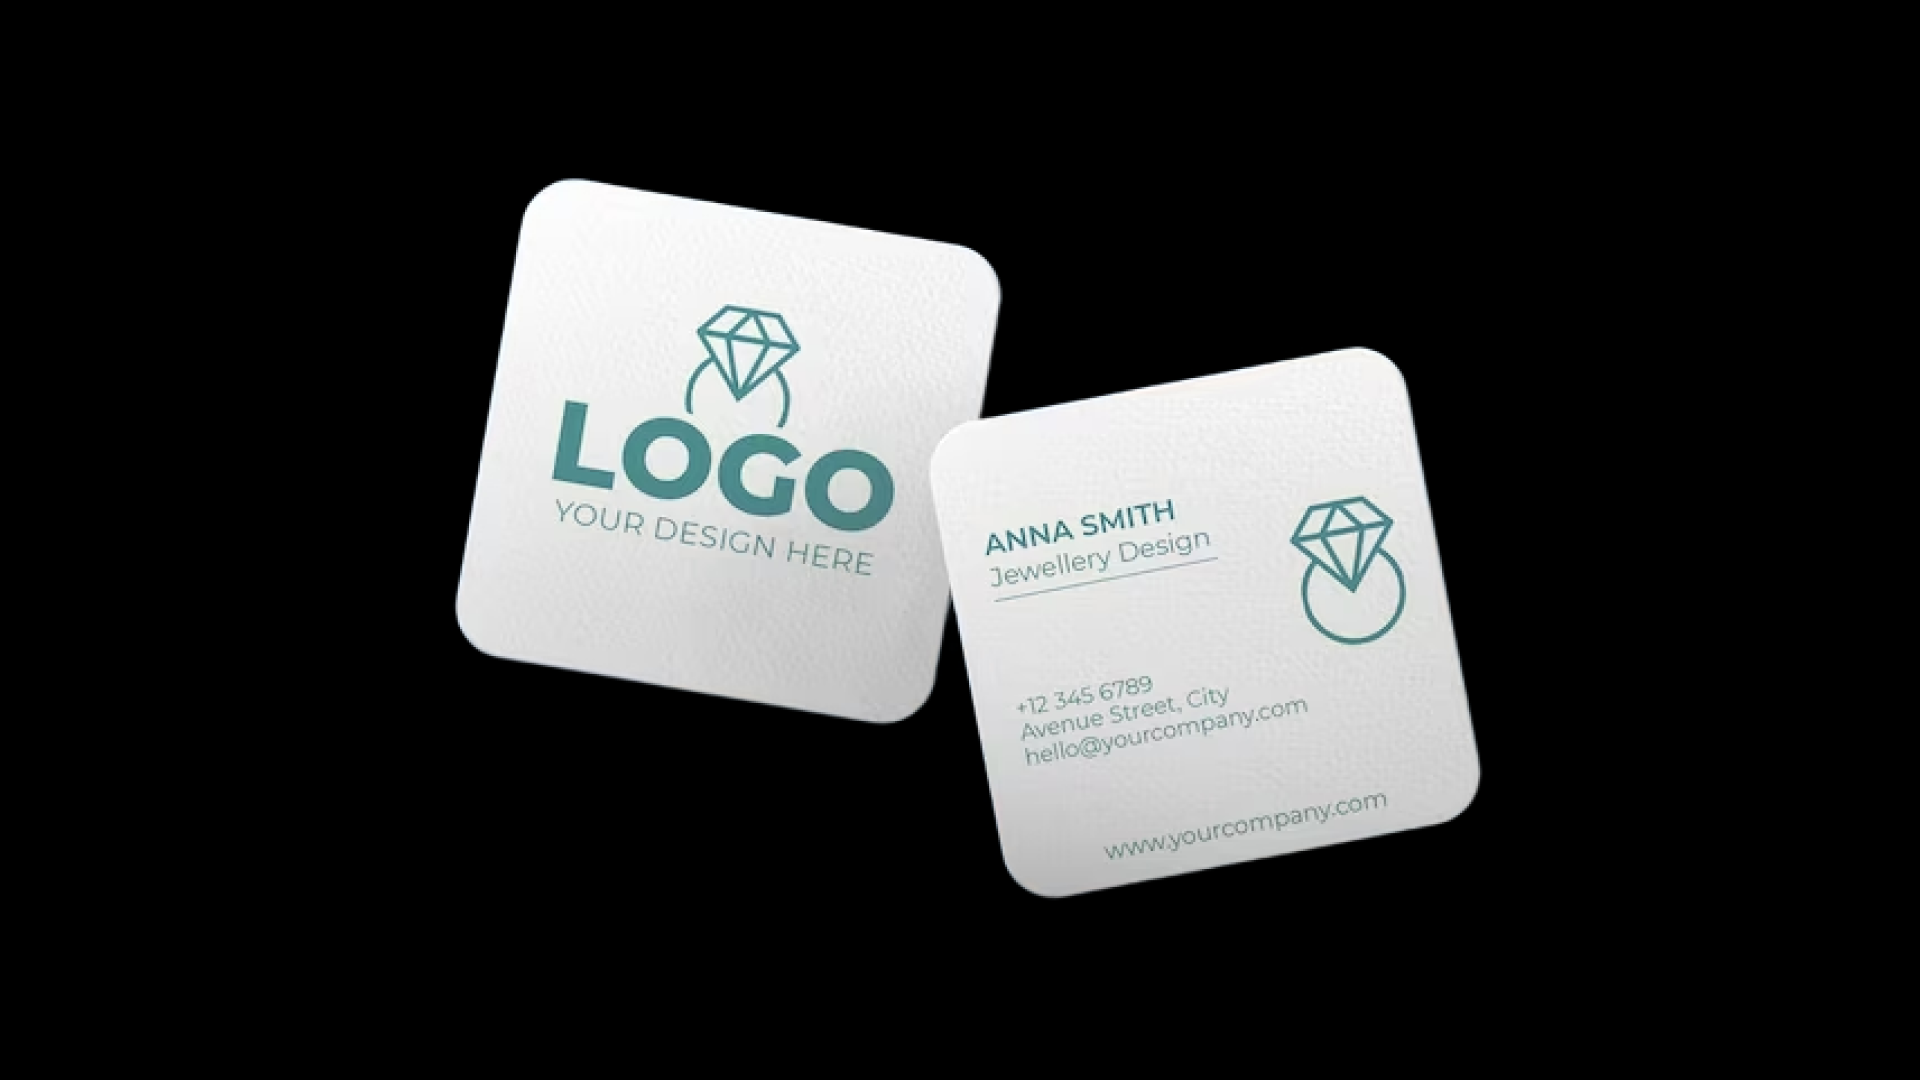 LOGO
YOUR DESIGN HERE
ANNA SMITH
Jewellery Design
+12 345 6789
Avenue Street, City
hello@yourcompany.com
www.yourcompany.com